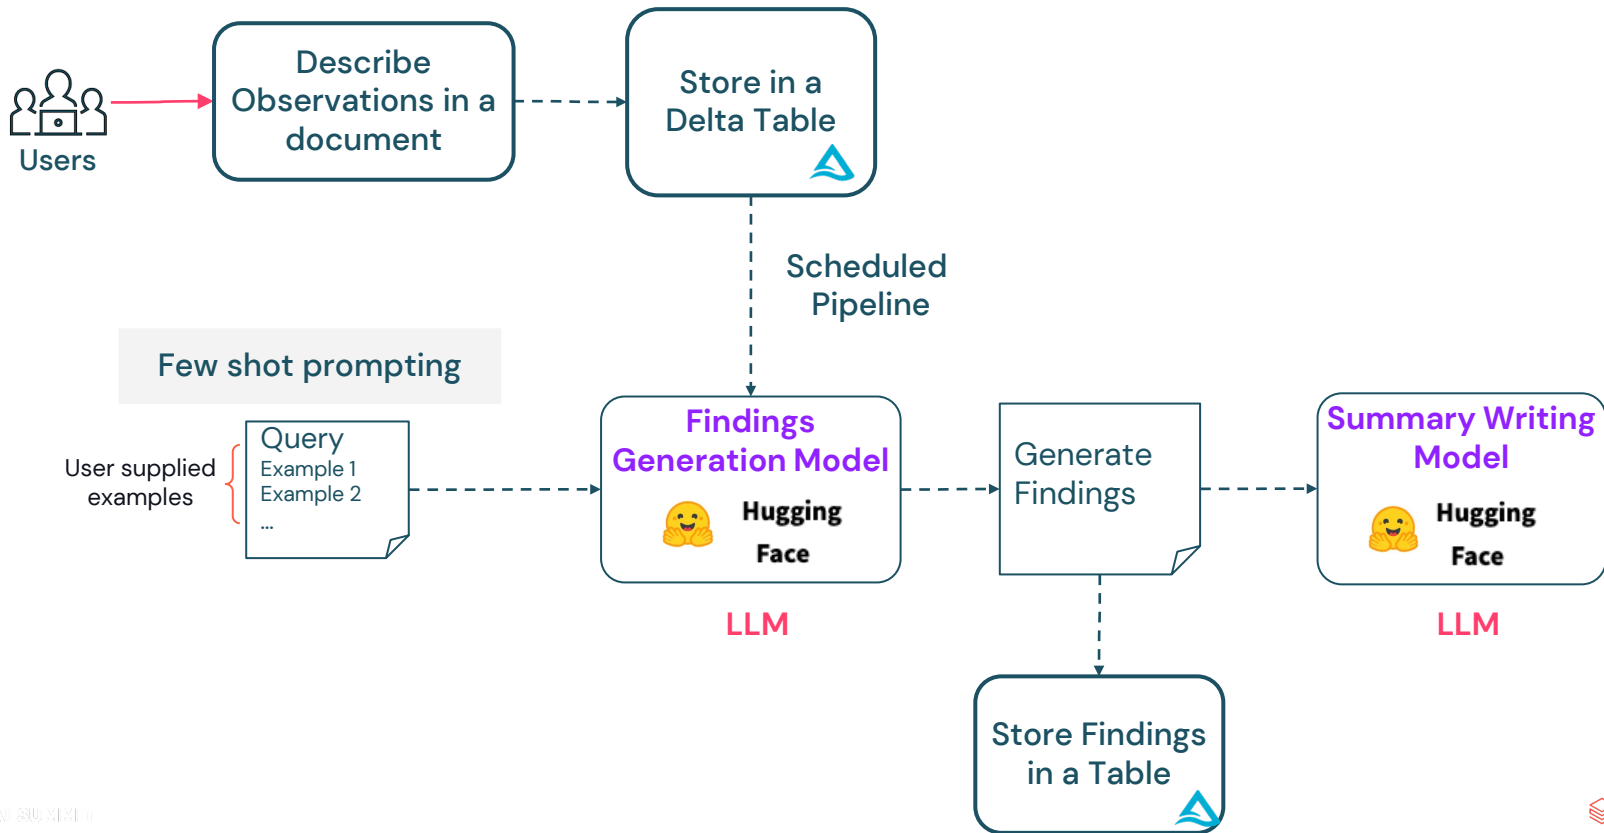 Describe
Observations in a
document
Store in a
Delta Table
Users
Scheduled
Pipeline
Few shot prompting
Query
Example 1
Example 2
...
User supplied
examples
Findings
Generation Model
Hugging
Face
LLM
Generate
Findings
Summary Writing
Model
Hugging
Face
LLM
Store Findings
in a Table
SUMMIT